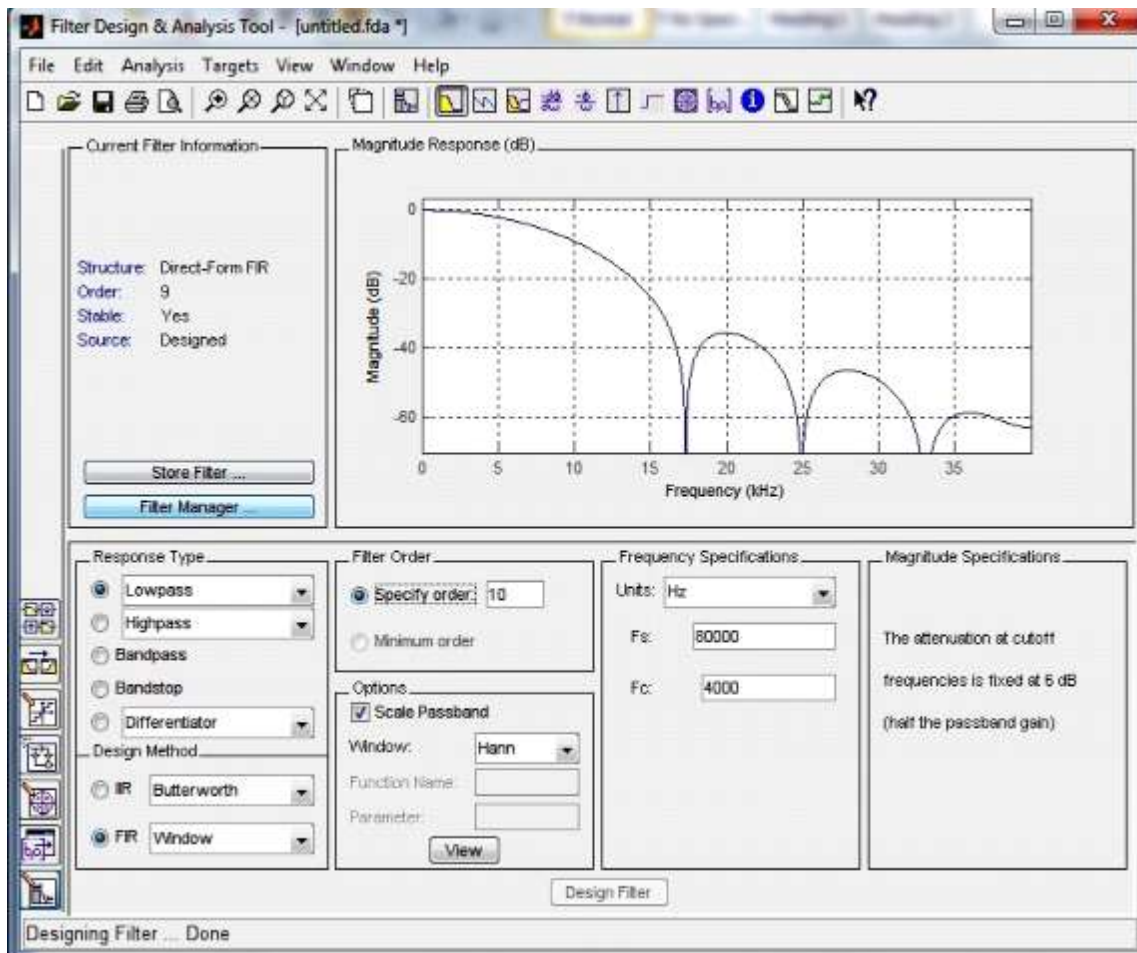 Filter Design & Analysis Tool - [untitled.fda *]
File Edit Analysis Targets View Window Help
Current Filter Information
Structure: Direct-Form FIR
Order: 9
Stable: Yes
Source: Designed
Store Filter ...
Filter Manager ...
Magnitude Response (dB)
Magnitude (dB)
0
-20
-40
-60
0 5 10 15 20 25 30 35
Frequency (kHz)
Response Type
Lowpass
Highpass
Bandpass
Bandstop
Differentiator
Design Method
IIR Butterworth
FIR Window
Filter Order
Specify order: 10
Minimum order
Options
Scale Passband
Window: Hann
Function Name:
Parameter:
View
Frequency Specifications
Units: Hz
Fs: 80000
Fc: 4000
Magnitude Specifications
The attenuation at cutoff
frequencies is fixed at 6 dB
(half the passband gain)
Design Filter
Designing Filter ... Done